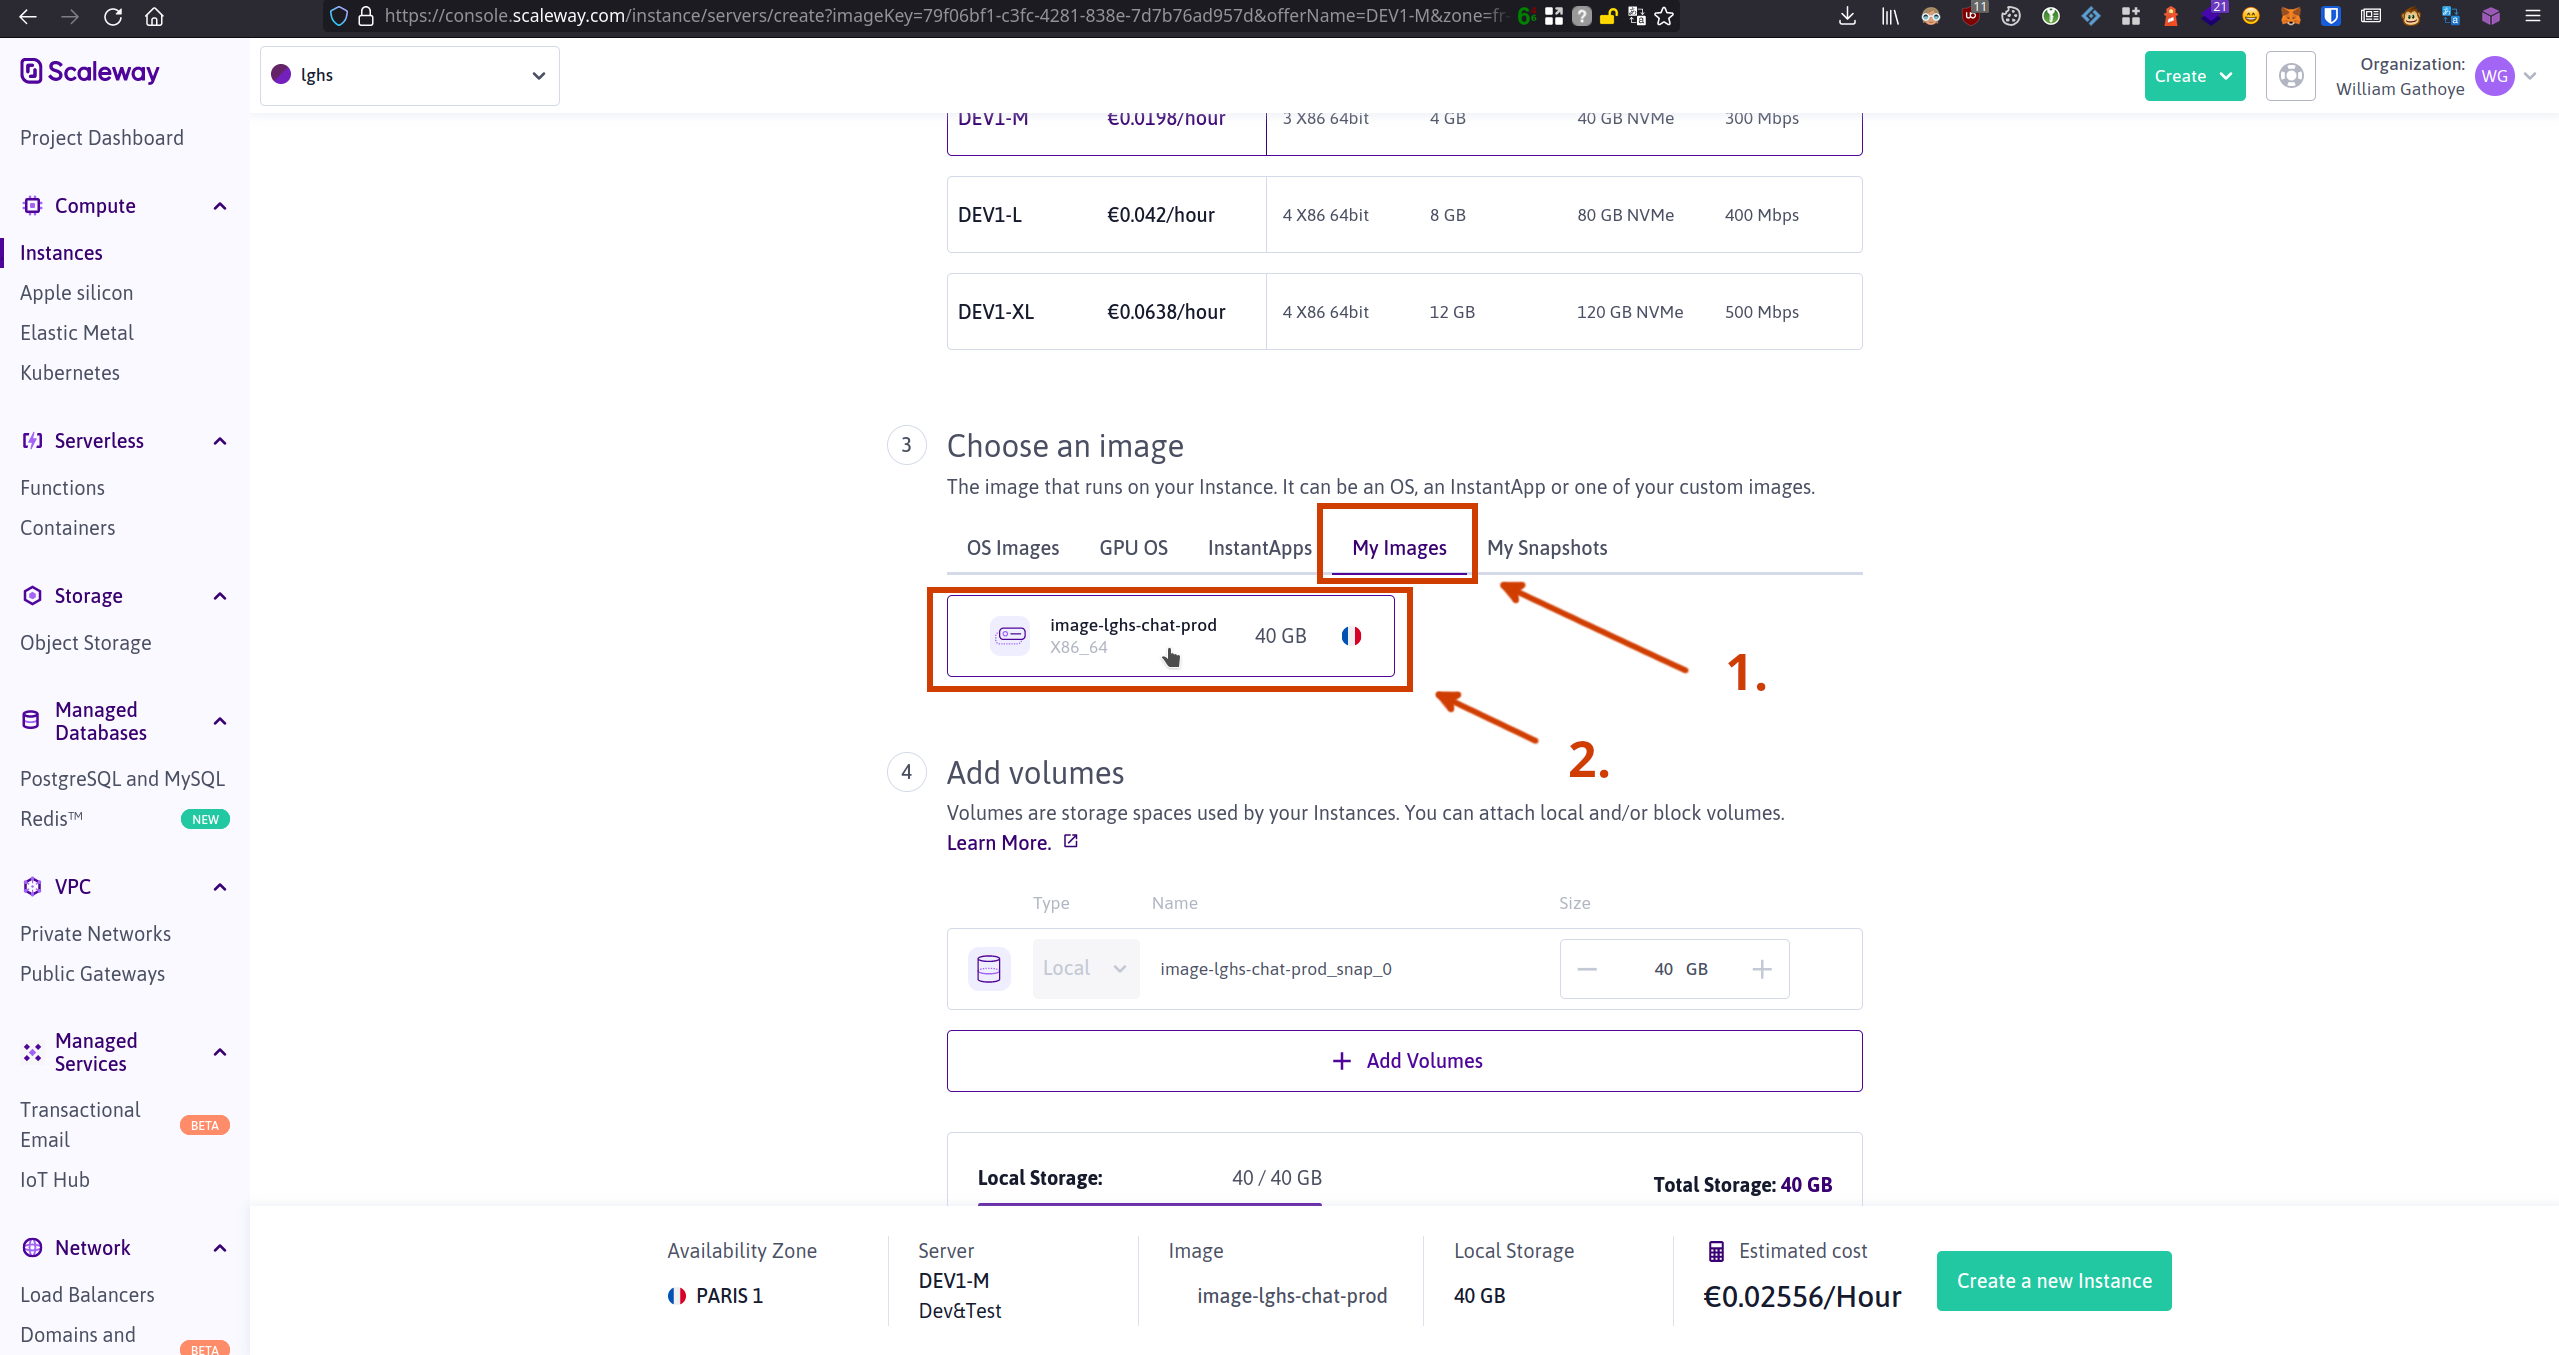 https://console.scaleway.com/instance/servers/create?imageKey=79f06bf1-c3fc-4281-838e-7d7b76ad957d&offerName=DEV1-M&zone=fr-
11
21
Scaleway
lghs
Create
Organization:
William Gathoye
WG
Project Dashboard
Compute
Instances
Apple silicon
Elastic Metal
Kubernetes
Serverless
Functions
Containers
Storage
Object Storage
Managed
Databases
PostgreSQL and MySQL
Redis™ NEW
VPC
Private Networks
Public Gateways
Managed
Services
Transactional
Email
BETA
IoT Hub
Network
Load Balancers
Domains and
BETA
DEV1-M €0.0198/hour 3 X86 64bit 4 GB 40 GB NVMe 300 Mbps
DEV1-L €0.042/hour 4 X86 64bit 8 GB 80 GB NVMe 400 Mbps
DEV1-XL €0.0638/hour 4 X86 64bit 12 GB 120 GB NVMe 500 Mbps
3 Choose an image
The image that runs on your Instance. It can be an OS, an InstantApp or one of your custom images.
OS Images GPU OS InstantApps My Images My Snapshots
image-lghs-chat-prod
X86_64
40 GB
1.
2.
4 Add volumes
Volumes are storage spaces used by your Instances. You can attach local and/or block volumes.
Learn More.
Type Name Size
Local image-lghs-chat-prod_snap_0 40 GB
+ Add Volumes
Local Storage: 40 / 40 GB
Total Storage: 40 GB
Availability Zone
PARIS 1
Server
DEV1-M
Dev&Test
Image
image-lghs-chat-prod
Local Storage
40 GB
Estimated cost
€0.02556/Hour
Create a new Instance